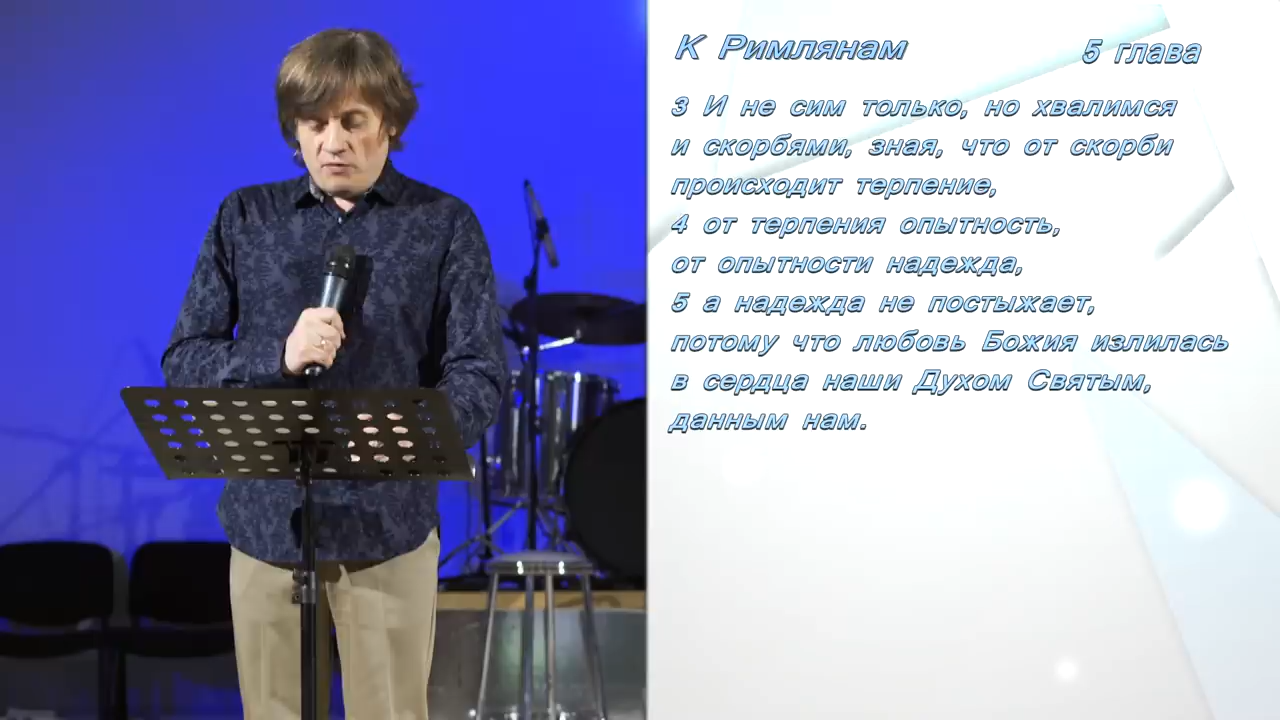 К Римлянам 5 глава
3 И не сим только, но хвалимся
и скорбями, зная, что от скорби
происходит терпение,
4 от терпения опытность,
от опытности надежда,
5 а надежда не постыжает,
потому что любовь Божия излилась
в сердца наши Духом Святым,
данным нам.